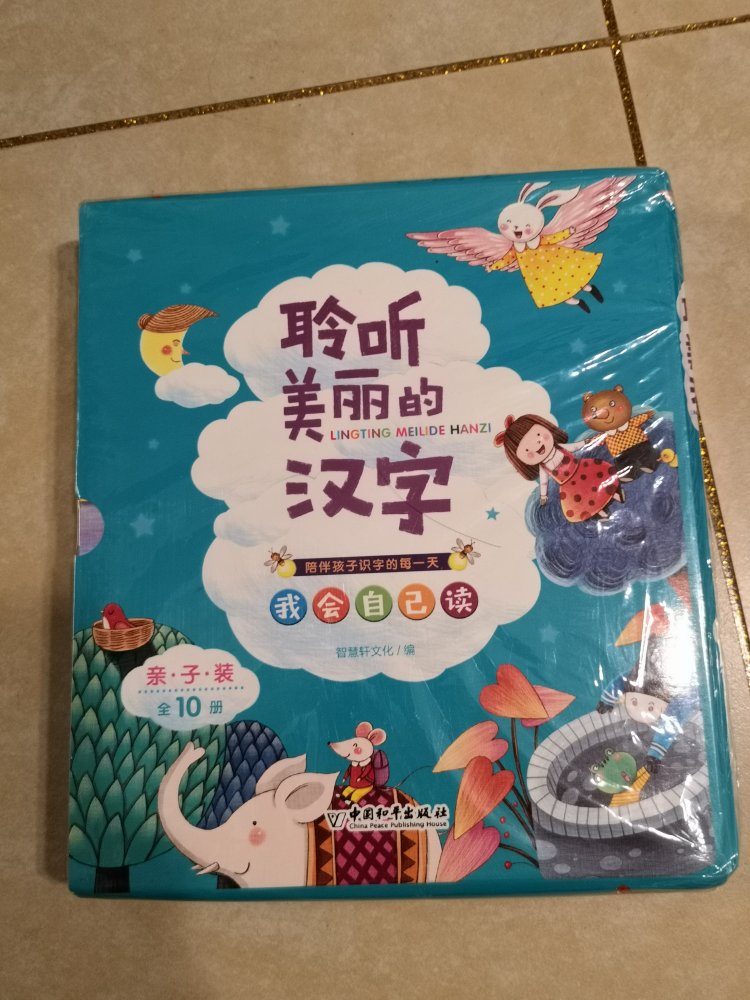 聆听
美丽的
LINGTING MEILIDE HANZI
汉字
陪伴孩子识字的每一天
我会自己读
智慧轩文化/编
亲·子·装
全10册
中国和平出版社
China Peace Publishing House